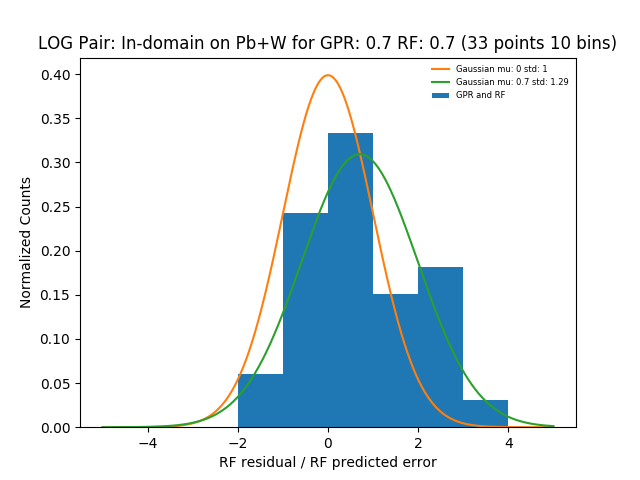 LOG Pair: In-domain on Pb+W for GPR: 0.7 RF: 0.7 (33 points 10 bins)
Gaussian mu: 0 std: 1
Gaussian mu: 0.7 std: 1.29
GPR and RF
Normalized Counts
0.40
0.35
0.30
0.25
0.20
0.15
0.10
0.05
0.00
−4
−2
0
2
4
RF residual / RF predicted error